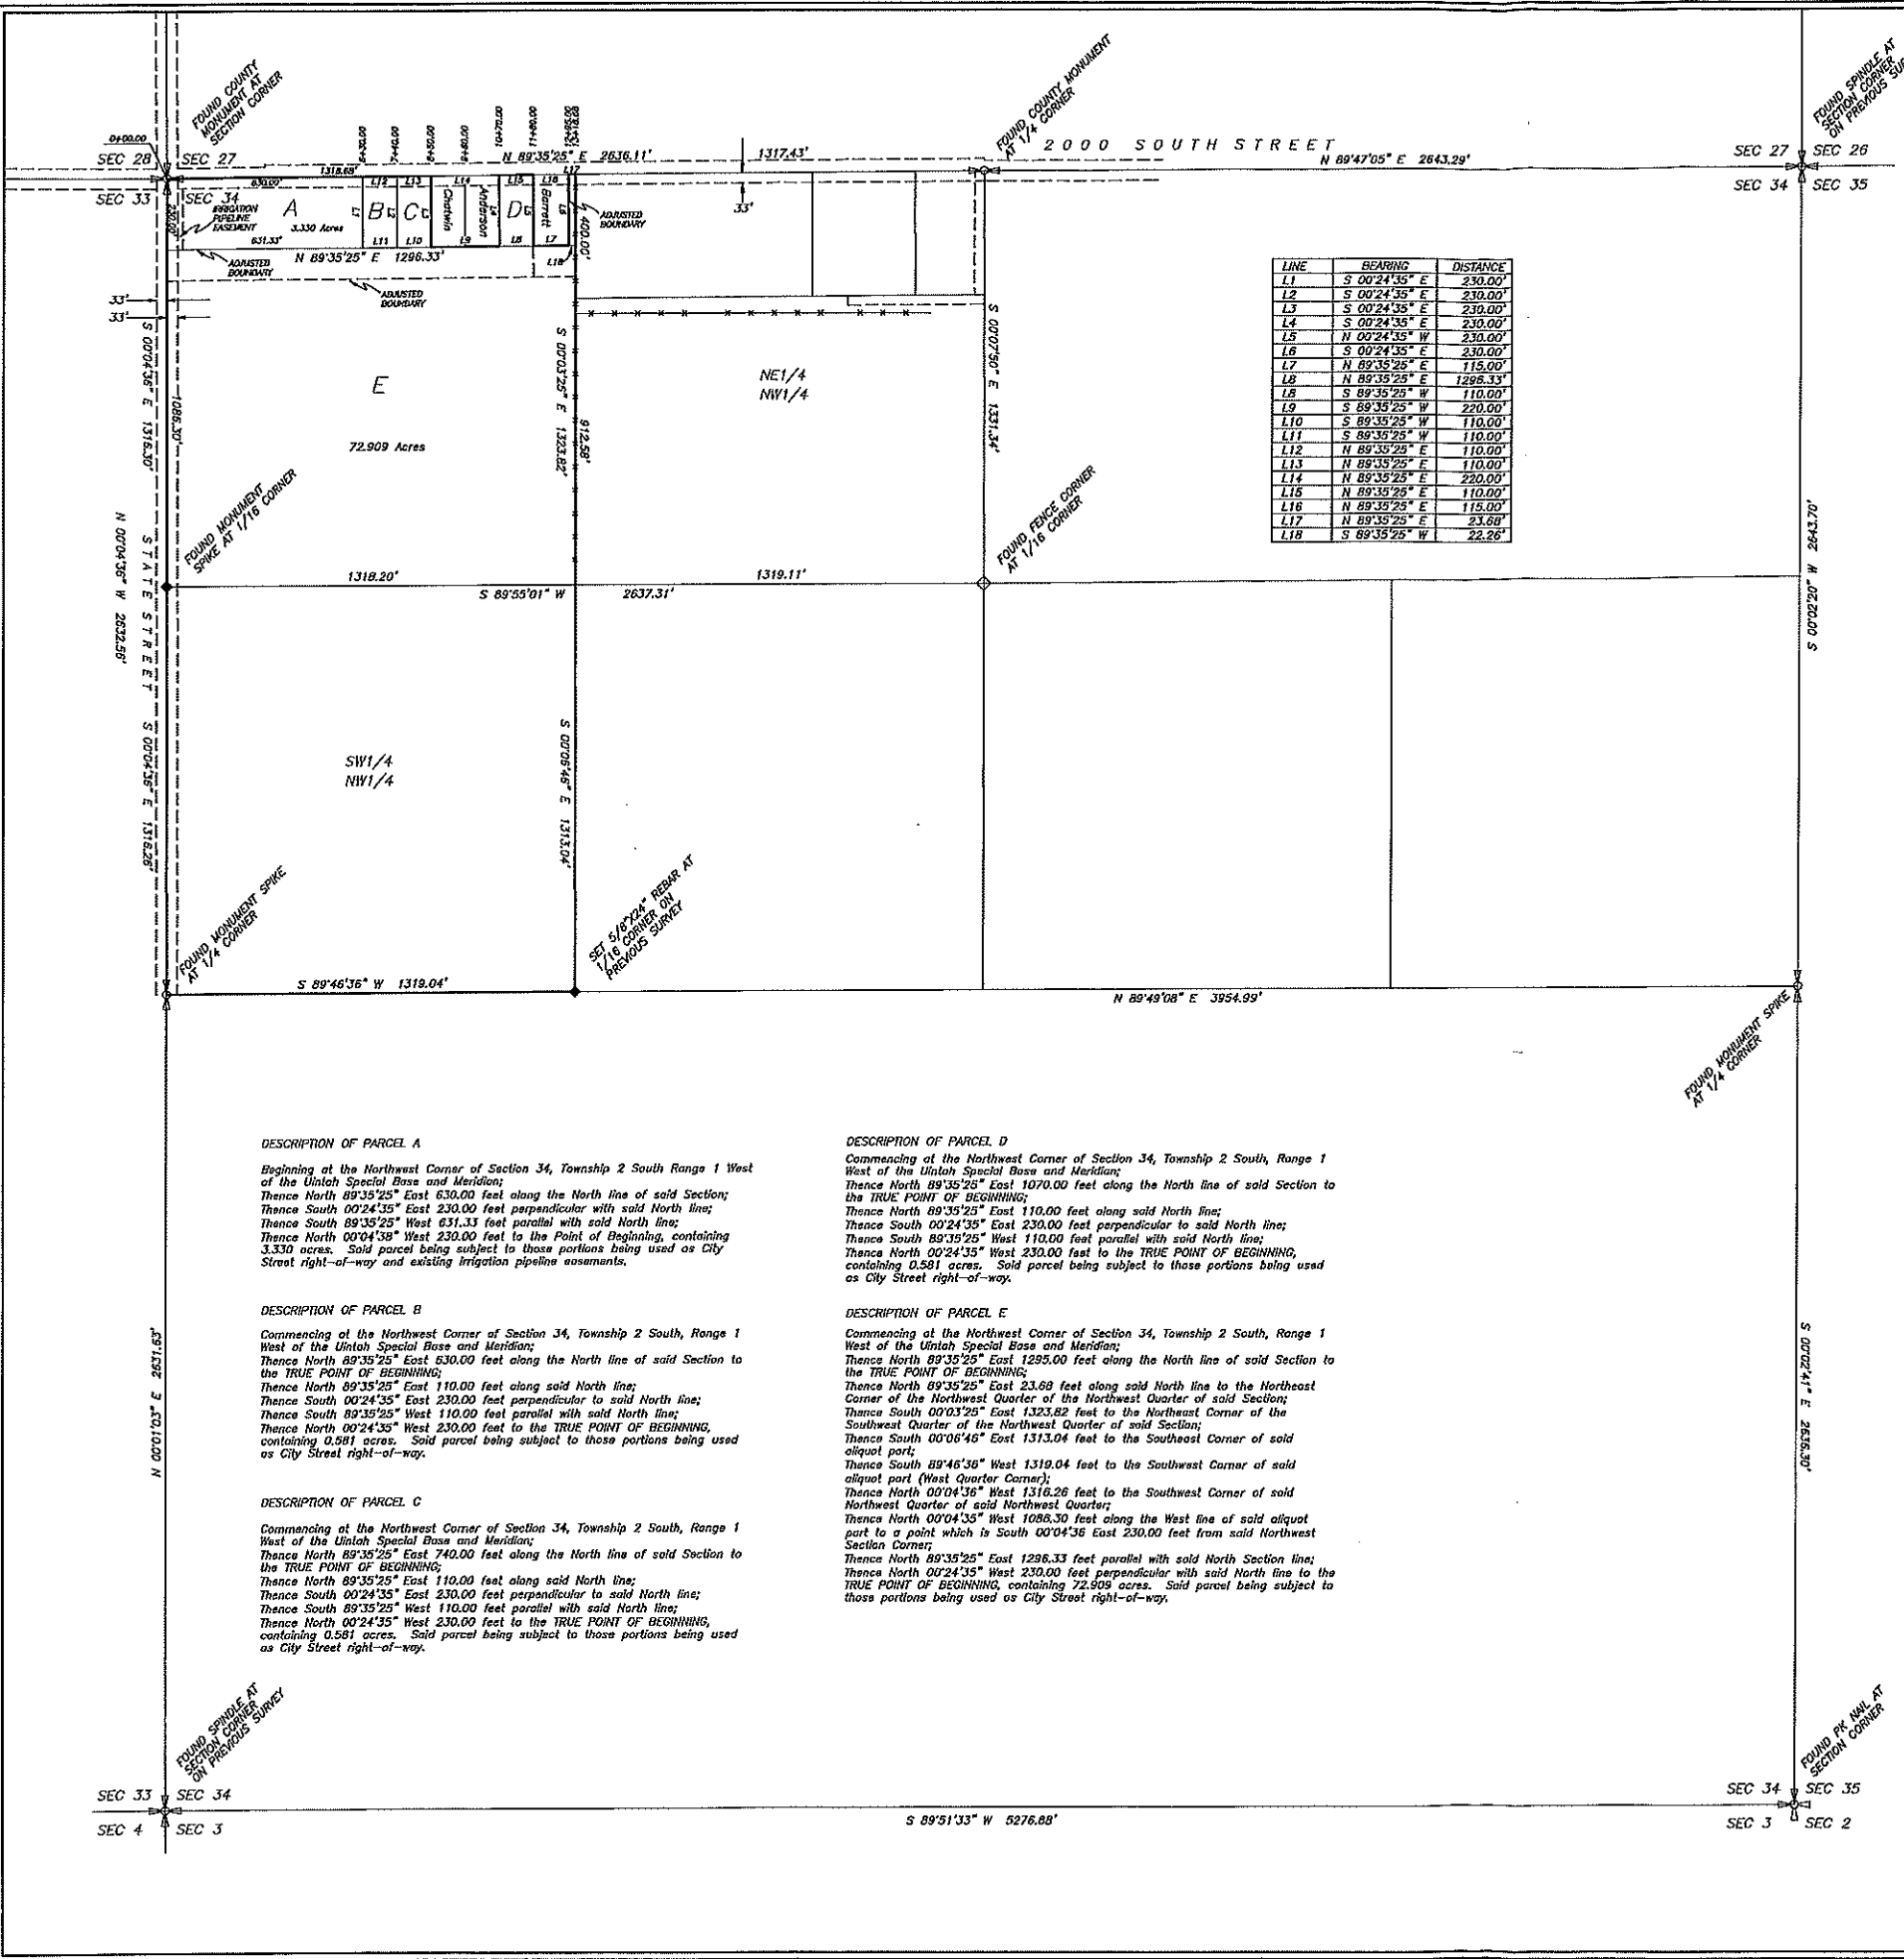 FOUND COUNTY
MONUMENT AT
SECTION CORNER
FOUND COUNTY MONUMENT
AT 1/4 CORNER
FOUND SPINDLE AT
SECTION CORNER
ON PREVIOUS
0+00.00
6+30.00
7+40.00
8+50.00
9+60.00
10+70.00
11+80.00
12+95.00
SEC 28
SEC 27
SEC 33
SEC 34
N 89°35'25" E 2636.11'
1317.43'
2000 SOUTH STREET
N 89°47'05" E 2643.29'
SEC 27
SEC 26
SEC 34
SEC 35
1318.68'
L17
630.00'
L12
L13
L14
L15
L16
33'
230.00'
IRRIGATION
PIPELINE
EASEMENT
A
3.330 Acres
L1
B
L2
C
L3
Chatwin
Anderson
L4
D
L5
Barrett
L6
400.00'
ADJUSTED
BOUNDARY
631.33'
L11
L10
L9
L8
L7
ADJUSTED
BOUNDARY
N 89°35'25" E 1296.33'
L18
ADJUSTED
BOUNDARY
33'
33'
S 00°04'36" E 1316.30'
1086.30'
E
72.909 Acres
S 00°03'25" E 1323.82'
912.58'
NE1/4
NW1/4
S 00°07'50" E 1331.34'
LINE BEARING DISTANCE
L1 S 00°24'35" E 230.00'
L2 S 00°24'35" E 230.00'
L3 S 00°24'35" E 230.00'
L4 S 00°24'35" E 230.00'
L5 N 00°24'35" W 230.00'
L6 S 00°24'35" E 230.00'
L7 N 89°35'25" E 115.00'
L8 N 89°35'25" E 1296.33'
L8 S 89°35'25" W 110.00'
L9 S 89°35'25" W 220.00'
L10 S 89°35'25" W 110.00'
L11 S 89°35'25" W 110.00'
L12 N 89°35'25" E 110.00'
L13 N 89°35'25" E 110.00'
L14 N 89°35'25" E 220.00'
L15 N 89°35'25" E 110.00'
L16 N 89°35'25" E 115.00'
L17 N 89°35'25" E 23.68'
L18 S 89°35'25" W 22.26'
FOUND MONUMENT
SPIKE AT 1/16 CORNER
FOUND FENCE CORNER
AT 1/16 CORNER
N 00°04'36" W 2632.56'
STATE STREET
S 00°02'20" W 2643.70'
1318.20'
1319.11'
S 89°55'01" W 2637.31'
S 00°04'36" E 1316.26'
SW1/4
NW1/4
S 00°06'46" E 1313.04'
FOUND MONUMENT SPIKE
AT 1/4 CORNER
SET 5/8"X24" REBAR AT
1/16 CORNER ON
PREVIOUS SURVEY
S 89°46'36" W 1319.04'
N 89°49'08" E 3954.99'
FOUND MONUMENT SPIKE
AT 1/4 CORNER
DESCRIPTION OF PARCEL A
Beginning at the Northwest Corner of Section 34, Township 2 South Range 1 West
of the Uintah Special Base and Meridian;
Thence North 89°35'25" East 630.00 feet along the North line of said Section;
Thence South 00°24'35" East 230.00 feet perpendicular with said North line;
Thence South 89°35'25" West 631.33 feet parallel with said North line;
Thence North 00°04'38" West 230.00 feet to the Point of Beginning, containing
3.330 acres. Said parcel being subject to those portions being used as City
Street right-of-way and existing irrigation pipeline easements.
DESCRIPTION OF PARCEL B
Commencing at the Northwest Corner of Section 34, Township 2 South, Range 1
West of the Uintah Special Base and Meridian;
Thence North 89°35'25" East 630.00 feet along the North line of said Section to
the TRUE POINT OF BEGINNING;
Thence North 89°35'25" East 110.00 feet along said North line;
Thence South 00°24'35" East 230.00 feet perpendicular to said North line;
Thence South 89°35'25" West 110.00 feet parallel with said North line;
Thence North 00°24'35" West 230.00 feet to the TRUE POINT OF BEGINNING,
containing 0.581 acres. Said parcel being subject to those portions being used
as City Street right-of-way.
DESCRIPTION OF PARCEL C
Commencing at the Northwest Corner of Section 34, Township 2 South, Range 1
West of the Uintah Special Base and Meridian;
Thence North 89°35'25" East 740.00 feet along the North line of said Section to
the TRUE POINT OF BEGINNING;
Thence North 89°35'25" East 110.00 feet along said North line;
Thence South 00°24'35" East 230.00 feet perpendicular to said North line;
Thence South 89°35'25" West 110.00 feet parallel with said North line;
Thence North 00°24'35" West 230.00 feet to the TRUE POINT OF BEGINNING,
containing 0.581 acres. Said parcel being subject to those portions being used
as City Street right-of-way.
DESCRIPTION OF PARCEL D
Commencing at the Northwest Corner of Section 34, Township 2 South, Range 1
West of the Uintah Special Base and Meridian;
Thence North 89°35'25" East 1070.00 feet along the North line of said Section to
the TRUE POINT OF BEGINNING;
Thence North 89°35'25" East 110.00 feet along said North line;
Thence South 00°24'35" East 230.00 feet perpendicular to said North line;
Thence South 89°35'25" West 110.00 feet parallel with said North line;
Thence North 00°24'35" West 230.00 feet to the TRUE POINT OF BEGINNING,
containing 0.581 acres. Said parcel being subject to those portions being used
as City Street right-of-way.
DESCRIPTION OF PARCEL E
Commencing at the Northwest Corner of Section 34, Township 2 South, Range 1
West of the Uintah Special Base and Meridian;
Thence North 89°35'25" East 1295.00 feet along the North line of said Section to
the TRUE POINT OF BEGINNING;
Thence North 89°35'25" East 23.68 feet along said North line to the Northeast
Corner of the Northwest Quarter of the Northwest Quarter of said Section;
Thence South 00°03'25" East 1323.82 feet to the Northeast Corner of the
Southwest Quarter of the Northwest Quarter of said Section;
Thence South 00°06'46" East 1313.04 feet to the Southeast Corner of said
aliquot part;
Thence South 89°46'36" West 1319.04 feet to the Southwest Corner of said
aliquot part (West Quarter Corner);
Thence North 00°04'36" West 1316.26 feet to the Southwest Corner of said
Northwest Quarter of said Northwest Quarter;
Thence North 00°04'35" West 1086.30 feet along the West line of said aliquot
part to a point which is South 00°04'36 East 230.00 feet from said Northwest
Section Corner;
Thence North 89°35'25" East 1296.33 feet parallel with said North Section line;
Thence North 00°24'35" West 230.00 feet perpendicular with said North line to the
TRUE POINT OF BEGINNING, containing 72.909 acres. Said parcel being subject to
those portions being used as City Street right-of-way.
N 00°01'03" E 2631.63'
S 00°02'41" E 2636.30'
FOUND SPINDLE AT
SECTION CORNER
ON PREVIOUS SURVEY
FOUND PK NAIL AT
SECTION CORNER
SEC 33
SEC 34
SEC 4
SEC 3
S 89°51'33" W 5276.88'
SEC 34
SEC 35
SEC 3
SEC 2